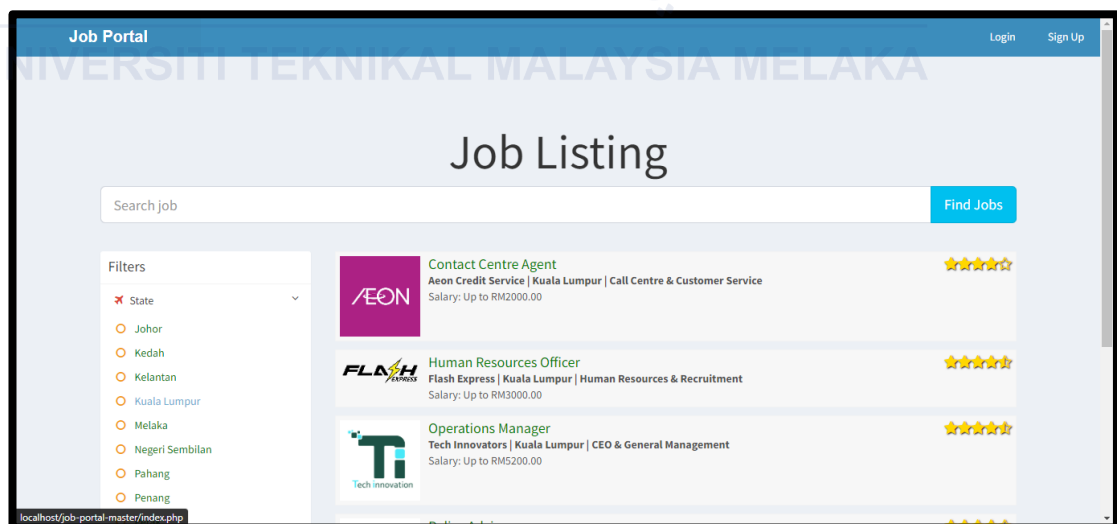 Job Portal
Login
Sign Up
NIVERSITI TEKNIKAL MALAYSIA MELAKA
Job Listing
Search job
Find Jobs
Filters
State
Johor
Kedah
Kelantan
Kuala Lumpur
Melaka
Negeri Sembilan
Pahang
Penang
ÆON
Contact Centre Agent
Aeon Credit Service | Kuala Lumpur | Call Centre & Customer Service
Salary: Up to RM2000.00
FLASH
EXPRESS
Human Resources Officer
Flash Express | Kuala Lumpur | Human Resources & Recruitment
Salary: Up to RM3000.00
Ti
Tech innovation
Operations Manager
Tech Innovators | Kuala Lumpur | CEO & General Management
Salary: Up to RM5200.00
localhost/job-portal-master/index.php